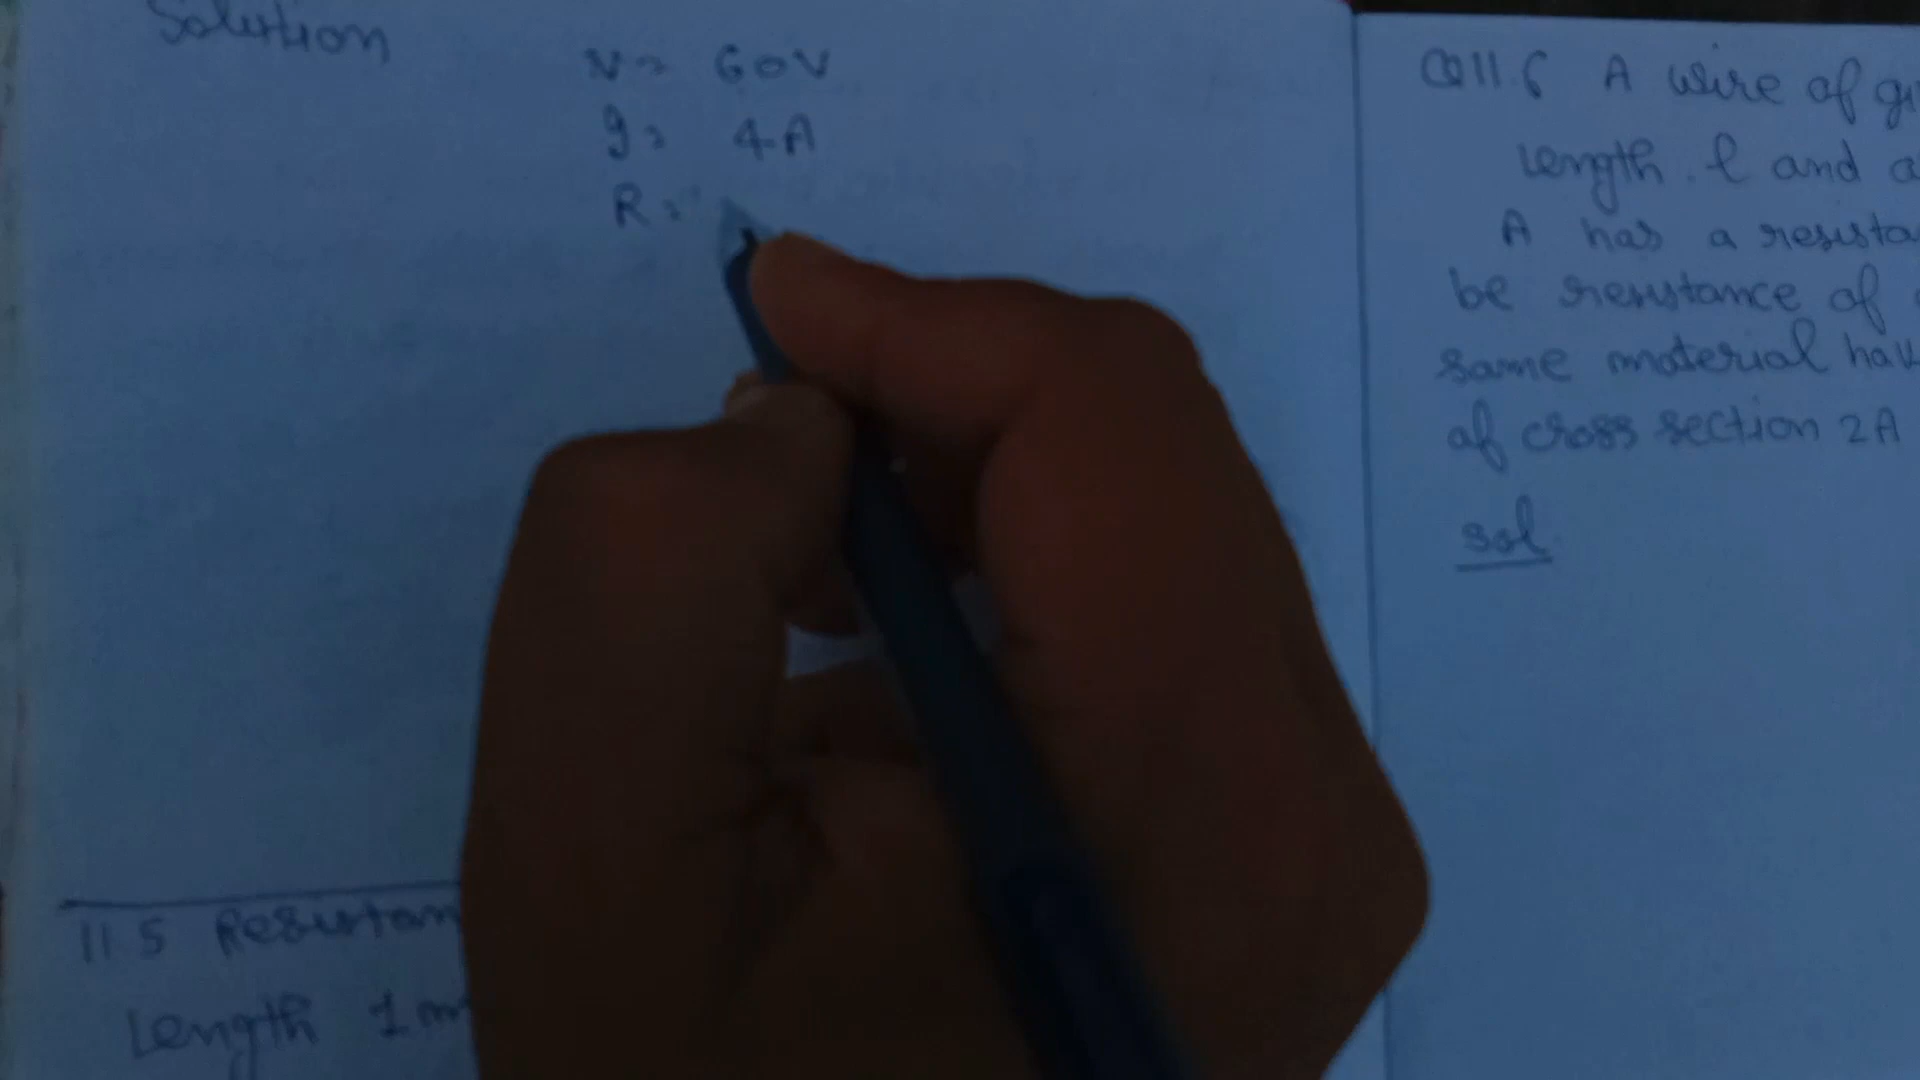 Solution
V= 60V
I= 4A
R=
11.5 Resistan
Length 1m
Q11.6 A wire of gi
length. l and a
A has a resista
be resistance of
same material hav
of cross section 2A
sol